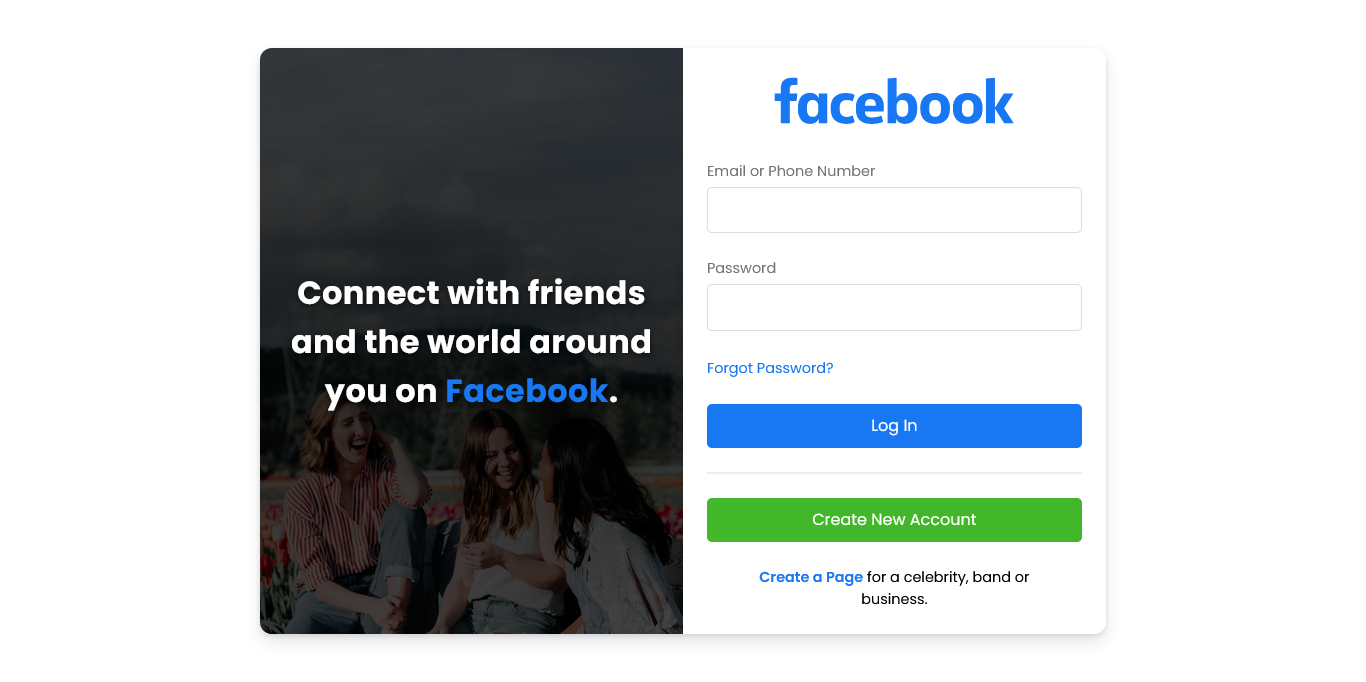 Connect with friends
and the world around
you on Facebook.
facebook
Email or Phone Number
Password
Forgot Password?
Log In
Create New Account
Create a Page for a celebrity, band or
business.